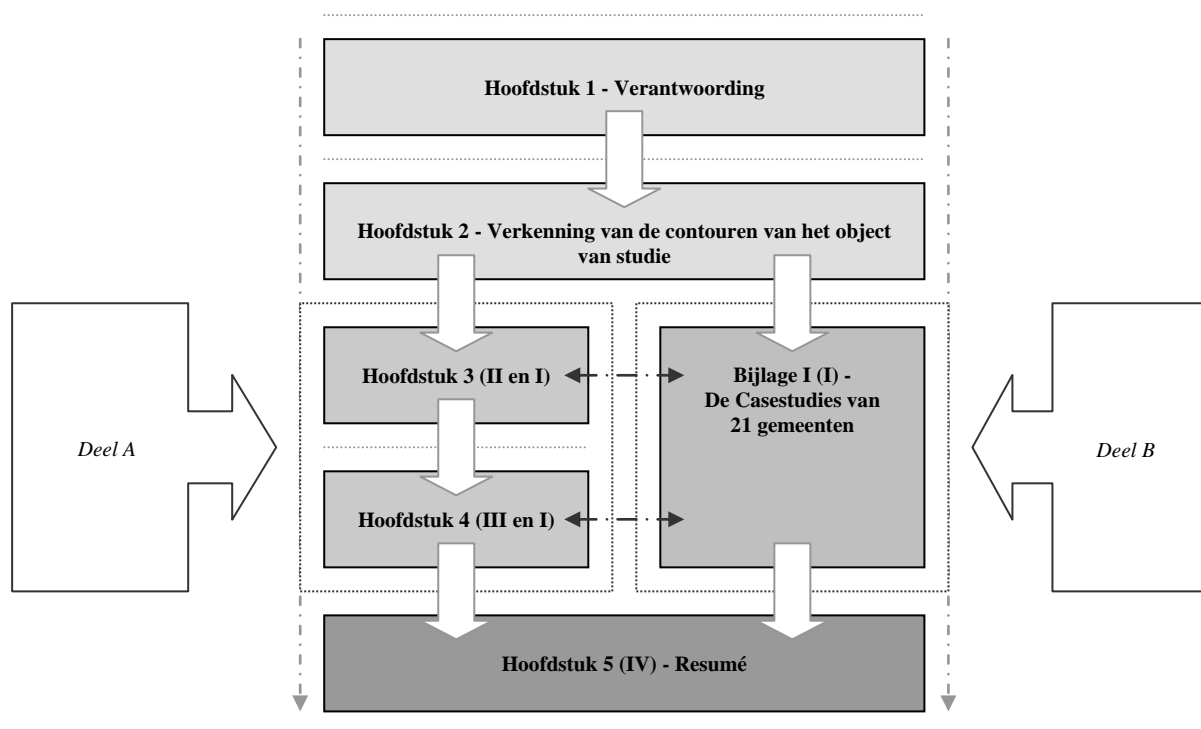 Hoofdstuk 1 - Verantwoording
Hoofdstuk 2 - Verkenning van de contouren van het object
van studie
Deel A
Hoofdstuk 3 (II en I)
Hoofdstuk 4 (III en I)
Bijlage I (I) -
De Casestudies van
21 gemeenten
Deel B
Hoofdstuk 5 (IV) - Resumé